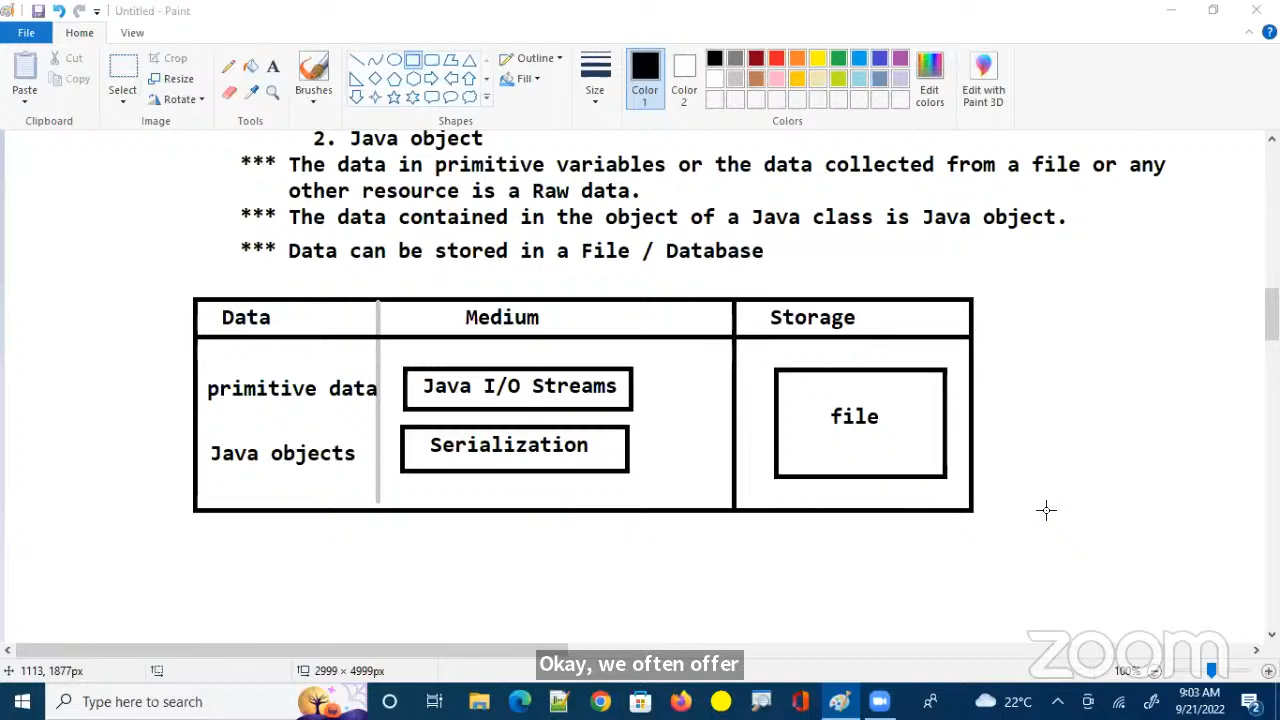 Untitled - Paint
File
Home
View
Paste
Cut
Copy
Clipboard
Select
Crop
Resize
Rotate
Image
A
Tools
Brushes
Outline
Fill
Shapes
Size
Color 1
Color 2
Edit colors
Edit with Paint 3D
Colors
2. Java object
*** The data in primitive variables or the data collected from a file or any
other resource is a Raw data.
*** The data contained in the object of a Java class is Java object.
*** Data can be stored in a File / Database
Data Medium Storage
primitive data Java I/O Streams file
Java objects Serialization
zoom
Okay, we often offer
1113, 1877px
2999 × 4999px
100%
Type here to search
22°C
9:03 AM
9/21/2022
2